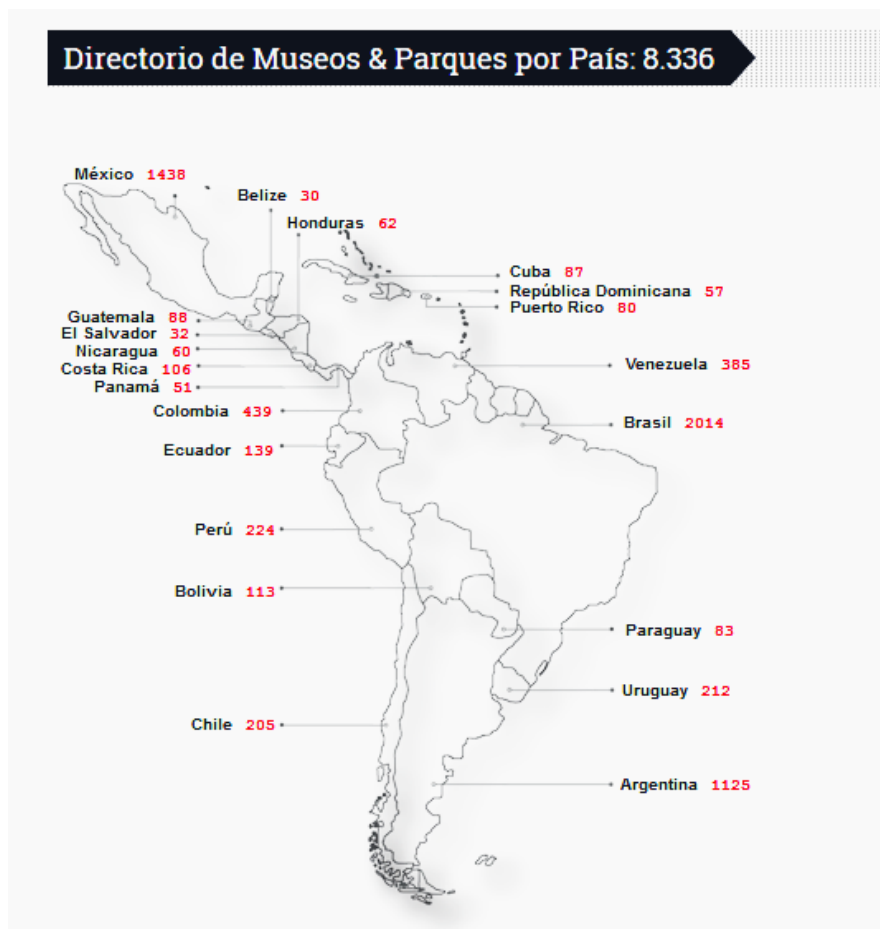 Directorio de Museos & Parques por País: 8.336
México 1438
Belize 30
Honduras 62
Cuba 87
República Dominicana 57
Puerto Rico 80
Guatemala 88
El Salvador 32
Nicaragua 60
Costa Rica 106
Panamá 51
Venezuela 385
Colombia 439
Brasil 2014
Ecuador 139
Perú 224
Bolivia 113
Paraguay 83
Uruguay 212
Chile 205
Argentina 1125